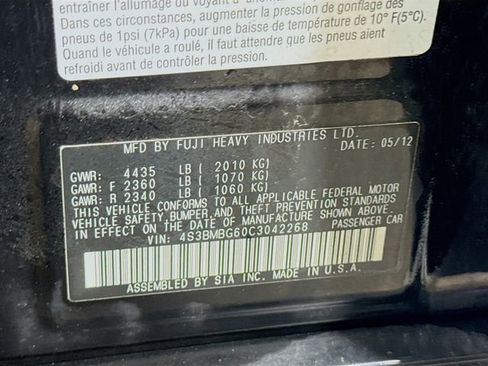 entraîner l'allumage ou voyant d'anom
Dans ces circonstances, augmenter la pression de gonflage des
pneus de 1psi (7kPa) pour une baisse de température de 10° F(5°C).
Quand le véhicule a roulé, il faut attendre que les pneus aient
refroidi avant de contrôler la pression.
MFD BY FUJI HEAVY INDUSTRIES LTD.
DATE: 05/12
GVWR: 4435 LB ( 2010 KG)
GAWR: F 2360 LB ( 1070 KG)
GAWR: R 2340 LB ( 1060 KG)
THIS VEHICLE CONFORMS TO ALL APPLICABLE FEDERAL MOTOR
VEHICLE SAFETY, BUMPER, AND THEFT PREVENTION STANDARDS
IN EFFECT ON THE DATE OF MANUFACTURE SHOWN ABOVE.
VIN: 4S3BMBG60C3042268 PASSENGER CAR
ASSEMBLED BY SIA INC. MADE IN U.S.A.